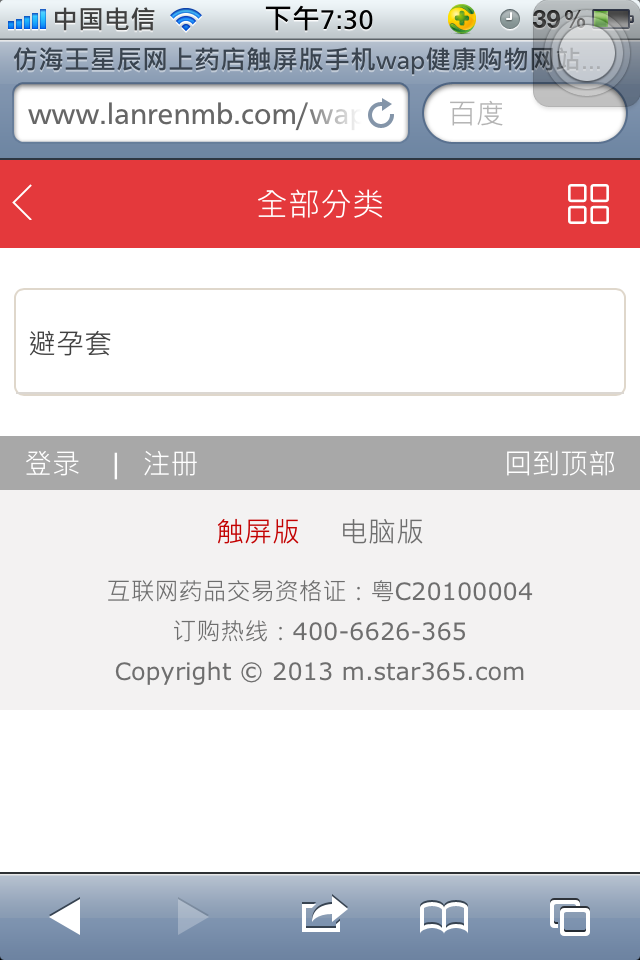 中国电信 下午7:30 39%
仿海王星辰网上药店触屏版手机wap健康购物网站...
www.lanrenmb.com/wap 百度
全部分类
避孕套
登录 | 注册 回到顶部
触屏版 电脑版
互联网药品交易资格证：粤C20100004
订购热线：400-6626-365
Copyright © 2013 m.star365.com